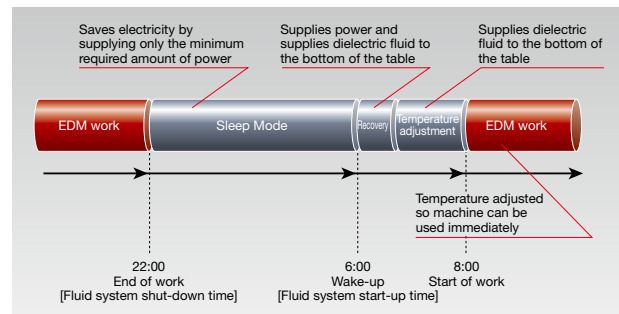 Saves electricity by
supplying only the minimum
required amount of power
Supplies power and
supplies dielectric fluid to
the bottom of the table
Supplies dielectric
fluid to the bottom of
the table
EDM work
Sleep Mode
Recovery
Temperature
adjustment
EDM work
Temperature adjusted
so machine can be
used immediately
22:00
End of work
[Fluid system shut-down time]
6:00
Wake-up
[Fluid system start-up time]
8:00
Start of work